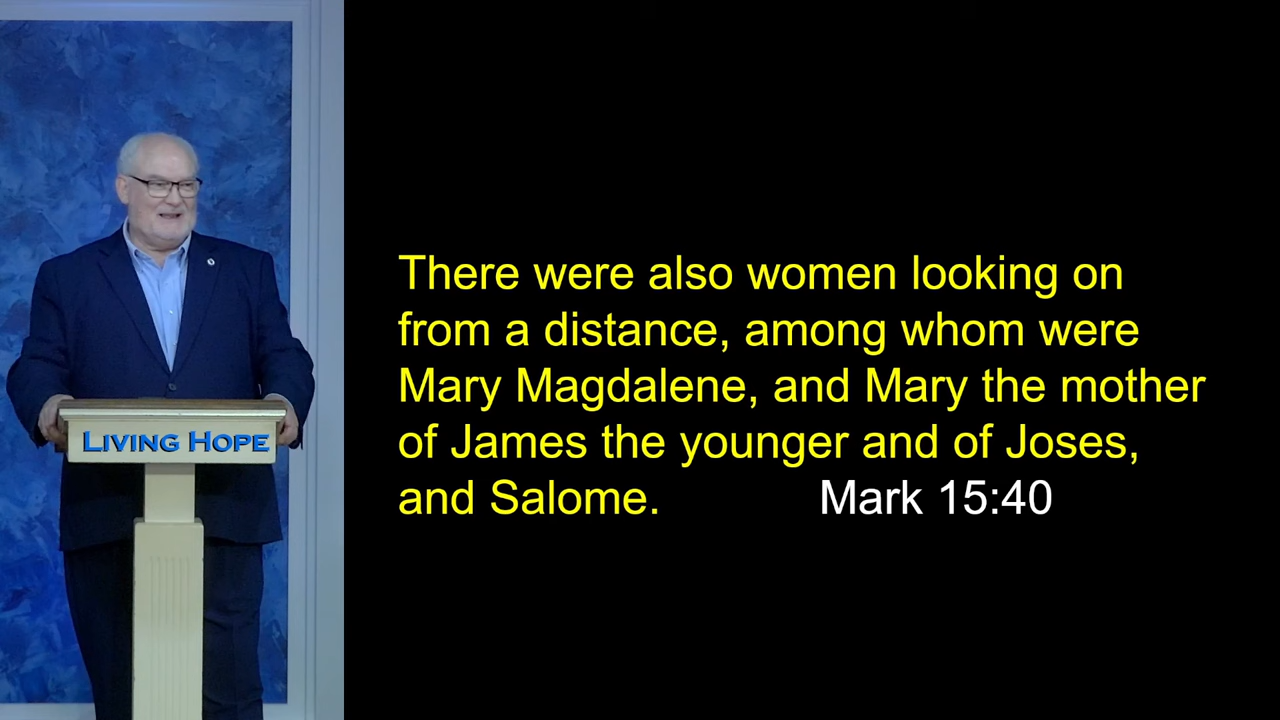 Living Hope
There were also women looking on
from a distance, among whom were
Mary Magdalene, and Mary the mother
of James the younger and of Joses,
and Salome. Mark 15:40